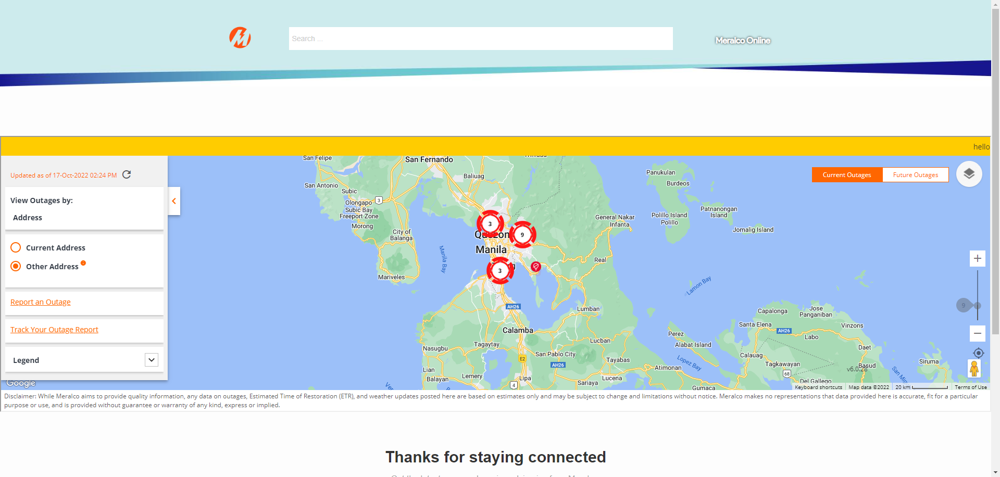 Search ...
Meralco Online
hello
Updated as of 17-Oct-2022 02:24 PM
View Outages by:
Address
Current Address
Other Address
Report an Outage
Track Your Outage Report
Legend
Current Outages
Future Outages
San Felipe
San Fernando
Baliuag
San Antonio
Subic
3
Olongapo
Subic Bay
Freeport Zone
Morong
City of
Balanga
Mariveles
Manila Bay
3
9
Manila
3
Panukulan
Burdeos
General Nakar
Infanta
Polillo Island
Polillo
Patnanongan
Island
Jomalig Island
Real
Lamon Bay
AH26
Lumban
Calamba
Capalonga
Jose
Panganiban
Santa Elena
AH26
Vinzons
Labo
Perez
Alabat Island
Daet
Nasugbu
Tagaytay
Lucban
San Pablo City
E2
AH26
Tayabas
Calauag
Tagkawayan
Lopez Bay
Siruma
Basud
v6.0.28
Atimonan
68
Lian
Balayan
Lemery
Lipa
4
Lucena
Sariaya
Del Gallego
Gumaca
9
Google
Keyboard shortcuts
Map data ©2022
20 km
Terms of Use
Disclaimer: While Meralco aims to provide quality information, any data on outages, Estimated Time of Restoration (ETR), and weather updates posted here are based on estimates only and may be subject to change and limitations without notice. Meralco makes no representations that data provided here is accurate, fit for a particular
purpose or use, and is provided without guarantee or warranty of any kind, express or implied.
Thanks for staying connected